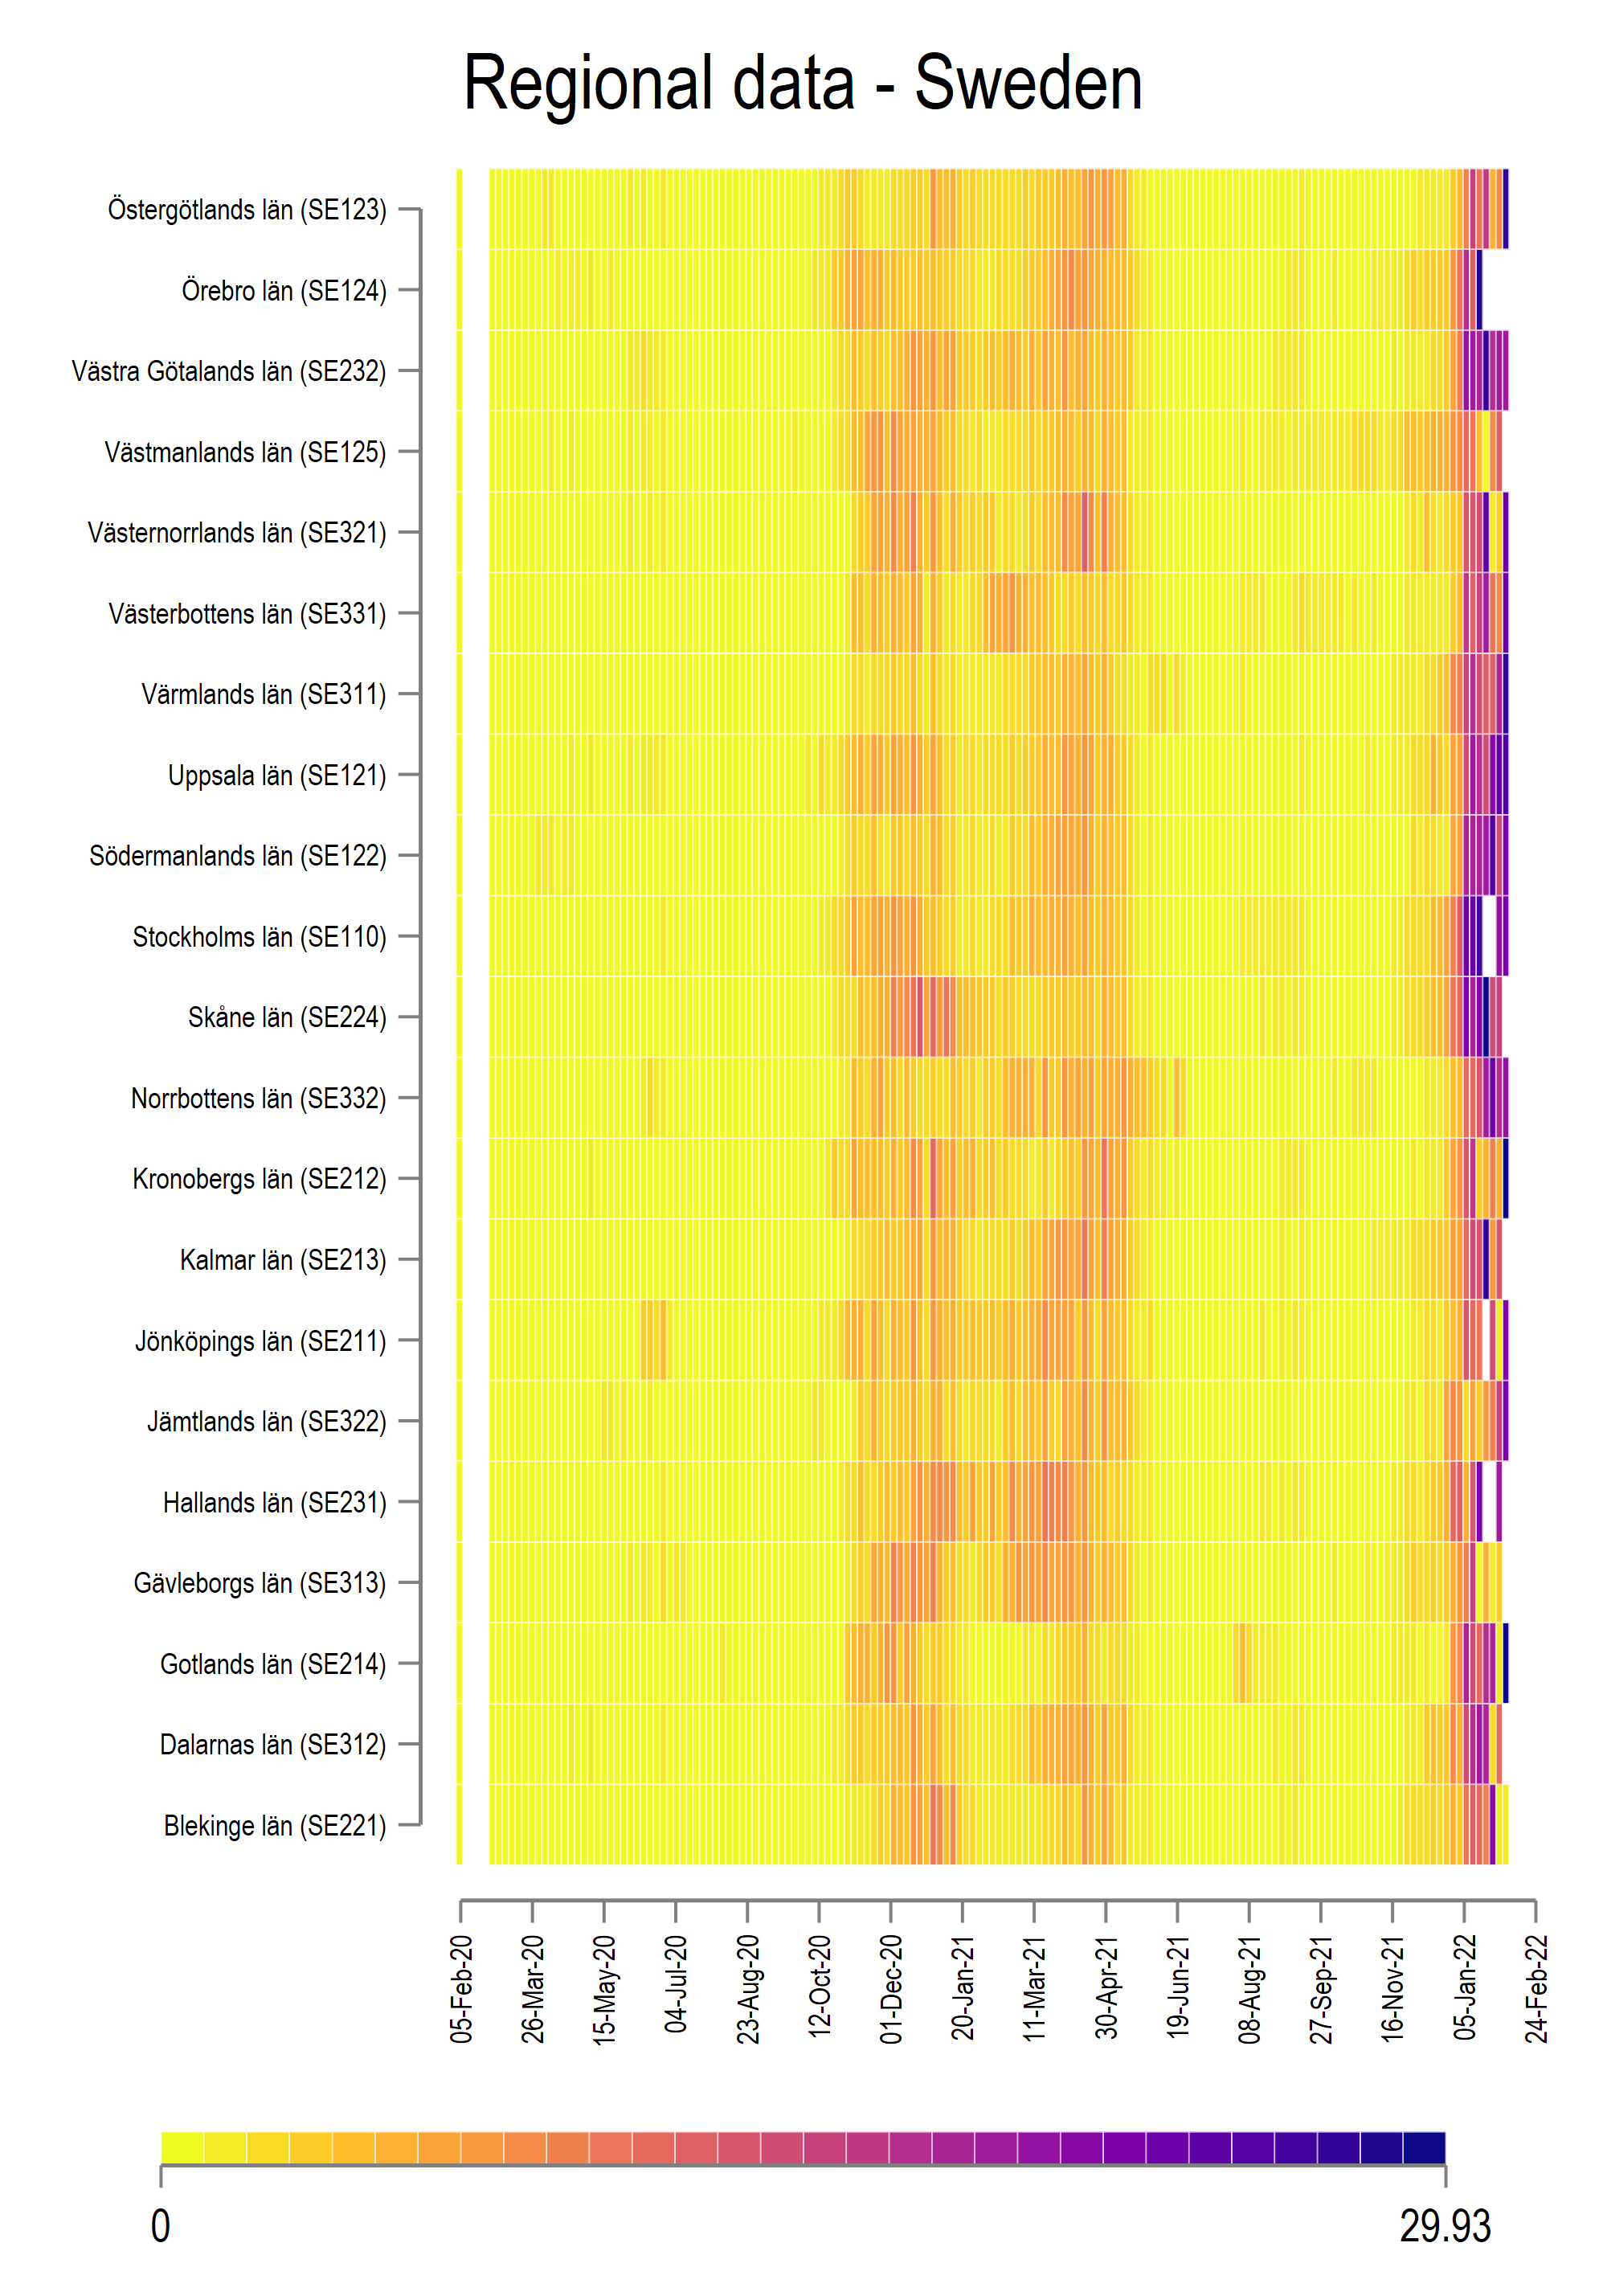 Regional data - Sweden
Östergötlands län (SE123)
Örebro län (SE124)
Västra Götalands län (SE232)
Västmanlands län (SE125)
Västernorrlands län (SE321)
Västerbottens län (SE331)
Värmlands län (SE311)
Uppsala län (SE121)
Södermanlands län (SE122)
Stockholms län (SE110)
Skåne län (SE224)
Norrbottens län (SE332)
Kronobergs län (SE212)
Kalmar län (SE213)
Jönköpings län (SE211)
Jämtlands län (SE322)
Hallands län (SE231)
Gävleborgs län (SE313)
Gotlands län (SE214)
Dalarnas län (SE312)
Blekinge län (SE221)
05-Feb-20
26-Mar-20
15-May-20
04-Jul-20
23-Aug-20
12-Oct-20
01-Dec-20
20-Jan-21
11-Mar-21
30-Apr-21
19-Jun-21
08-Aug-21
27-Sep-21
16-Nov-21
05-Jan-22
24-Feb-22
0
29.93